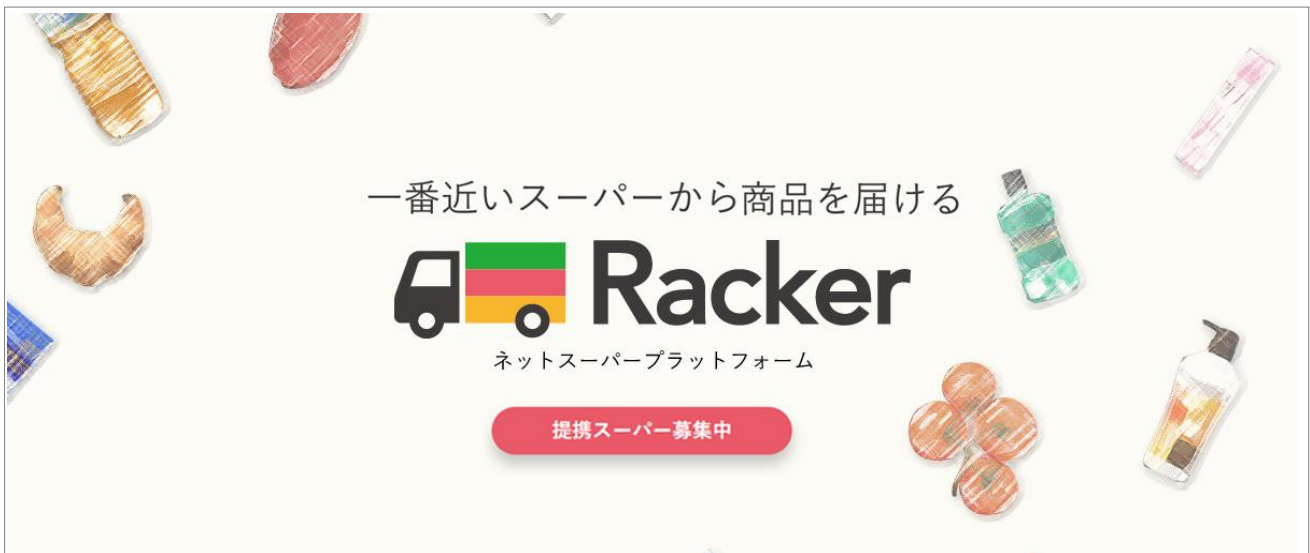 一番近いスーパーから商品を届ける
Racker
ネットスーパープラットフォーム
提携スーパー募集中